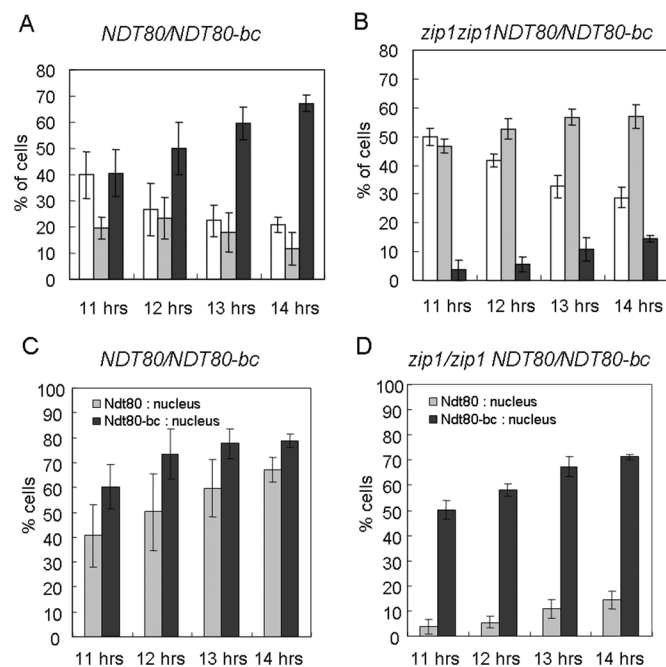 A
NDT80/NDT80-bc
% of cells
80
70
60
50
40
30
20
10
0
11 hrs 12 hrs 13 hrs 14 hrs
B
zip1zip1NDT80/NDT80-bc
% of cells
80
70
60
50
40
30
20
10
0
11 hrs 12 hrs 13 hrs 14 hrs
C
NDT80/NDT80-bc
% cells
100
90
80
70
60
50
40
30
20
10
0
Ndt80 : nucleus
Ndt80-bc : nucleus
11 hrs 12 hrs 13 hrs 14 hrs
D
zip1/zip1 NDT80/NDT80-bc
% cells
100
90
80
70
60
50
40
30
20
10
0
Ndt80 : nucleus
Ndt80-bc : nucleus
11 hrs 12 hrs 13 hrs 14 hrs